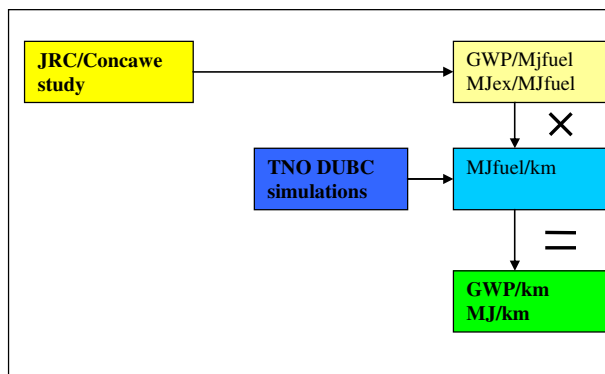 JRC/Concawe
study
GWP/Mjfuel
MJex/MJfuel
×
TNO DUBC
simulations
MJfuel/km
=
GWP/km
MJ/km